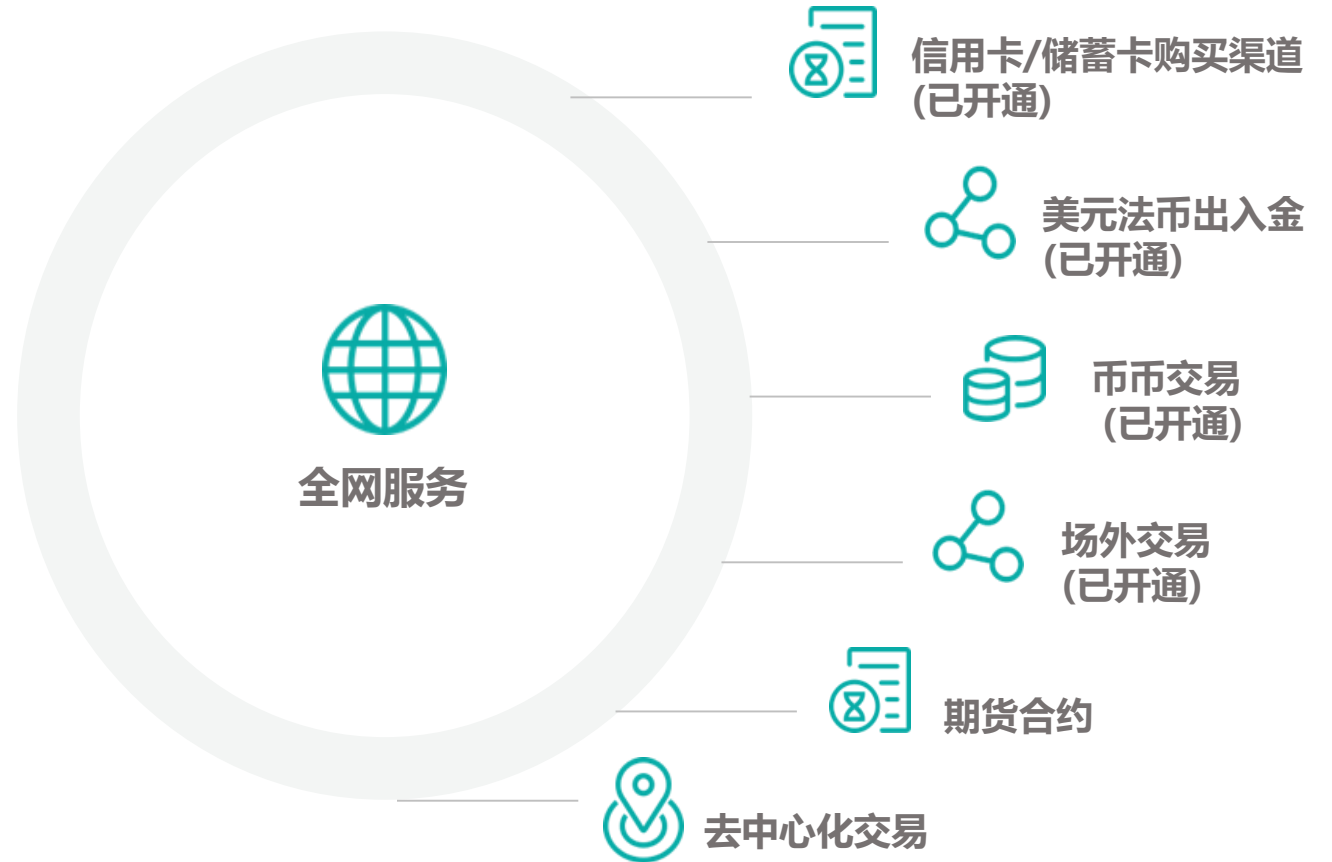 信用卡/储蓄卡购买渠道
(已开通)
美元法币出入金
(已开通)
币币交易
(已开通)
全网服务
场外交易
(已开通)
期货合约
去中心化交易